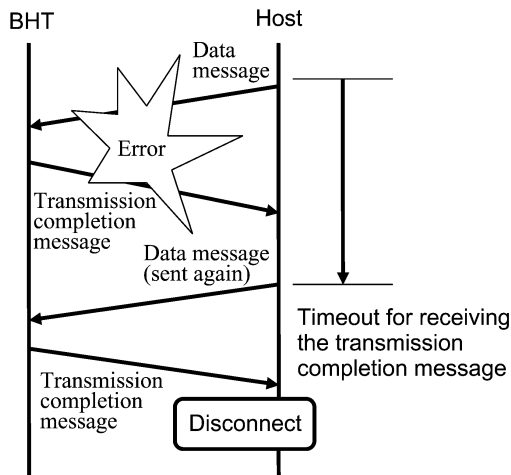 BHT
Host
Data
message
Error
Transmission
completion
message
Data message
(sent again)
Timeout for receiving
the transmission
completion message
Transmission
completion
message
Disconnect